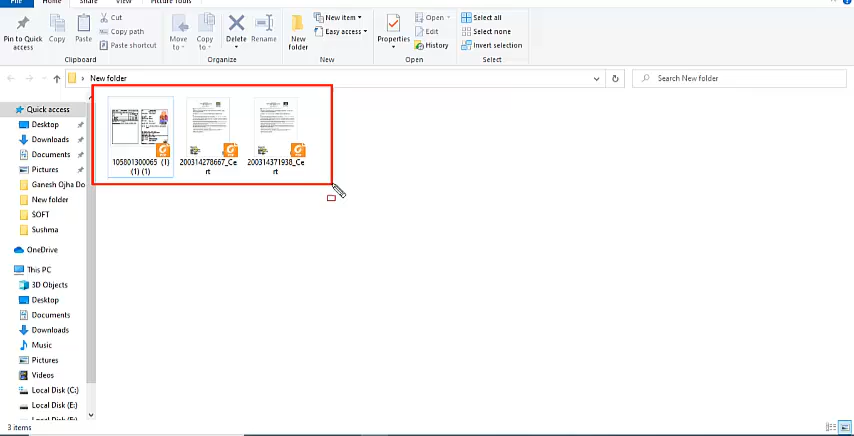 File Home Share View Picture Tools
Pin to Quick access
Copy
Paste
Cut
Copy path
Paste shortcut
Clipboard
Move to
Copy to
Delete
Rename
Organize
New folder
New item
Easy access
New
Properties
Open
Edit
History
Open
Select all
Select none
Invert selection
Select
New folder
Search New folder
Quick access
Desktop
Downloads
Documents
Pictures
Ganesh Ojha Do
New folder
SOFT
Sushma
OneDrive
This PC
3D Objects
Desktop
Documents
Downloads
Music
Pictures
Videos
Local Disk (C:)
Local Disk (E:)
105801300065 (1)
(1) (1)
200314278667_Ce
rt
200314371938_Ce
rt
3 items